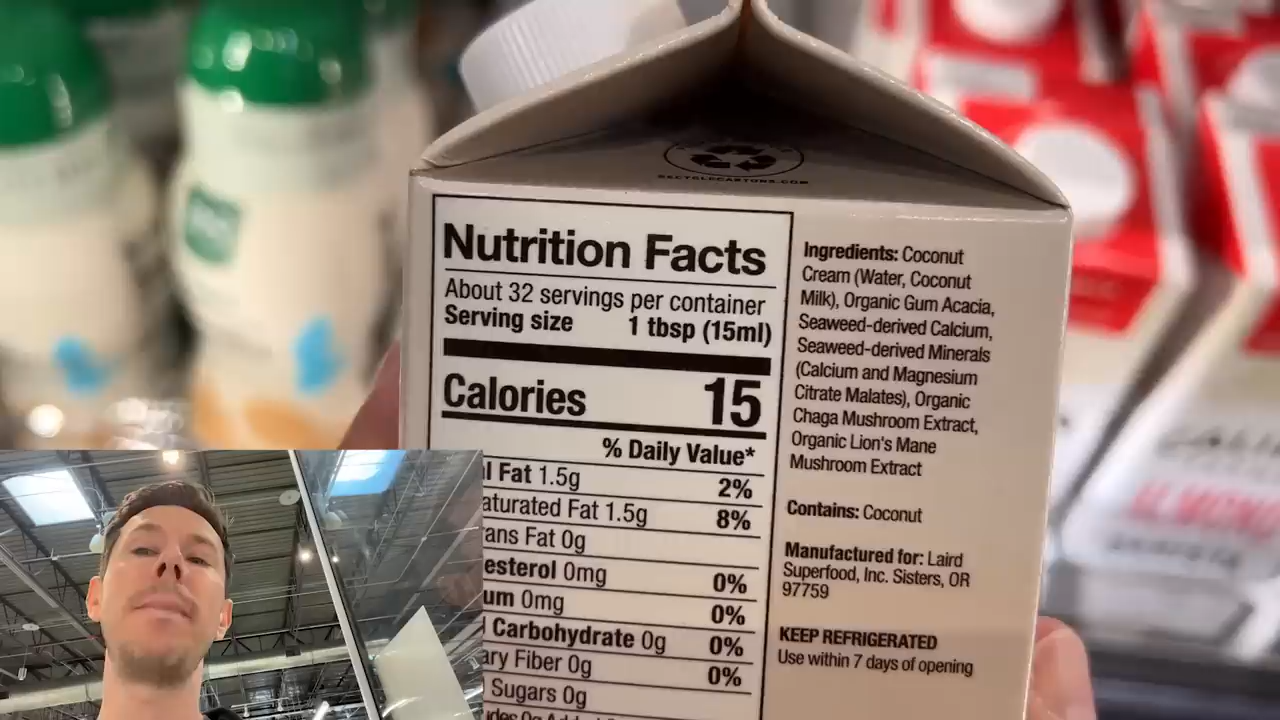 RECYCLECARTONS.COM
Nutrition Facts
About 32 servings per container
Serving size 1 tbsp (15ml)
Calories 15
% Daily Value*
l Fat 1.5g 2%
aturated Fat 1.5g 8%
ans Fat 0g
esterol 0mg 0%
um 0mg 0%
l Carbohydrate 0g 0%
ary Fiber 0g 0%
Sugars 0g
Ingredients: Coconut
Cream (Water, Coconut
Milk), Organic Gum Acacia,
Seaweed-derived Calcium,
Seaweed-derived Minerals
(Calcium and Magnesium
Citrate Malates), Organic
Chaga Mushroom Extract,
Organic Lion's Mane
Mushroom Extract
Contains: Coconut
Manufactured for: Laird
Superfood, Inc. Sisters, OR
97759
KEEP REFRIGERATED
Use within 7 days of opening